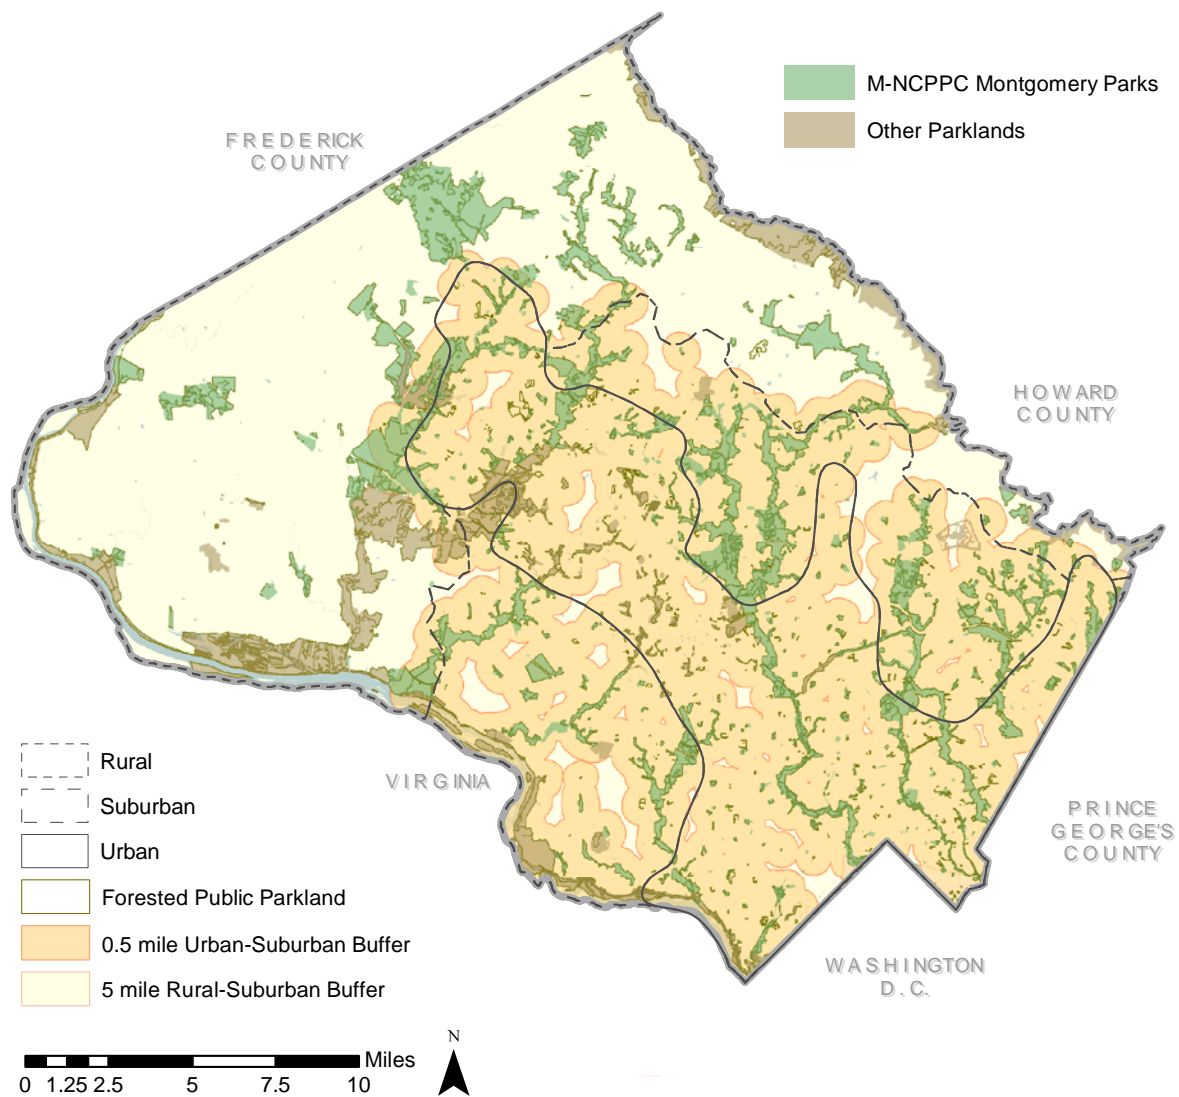 M-NCPPC Montgomery Parks
Other Parklands
FREDERICK
COUNTY
HOWARD
COUNTY
VIRGINIA
PRINCE
GEORGE'S
COUNTY
WASHINGTON
D.C.
Rural
Suburban
Urban
Forested Public Parkland
0.5 mile Urban-Suburban Buffer
5 mile Rural-Suburban Buffer
N
Miles
0 1.25 2.5 5 7.5 10